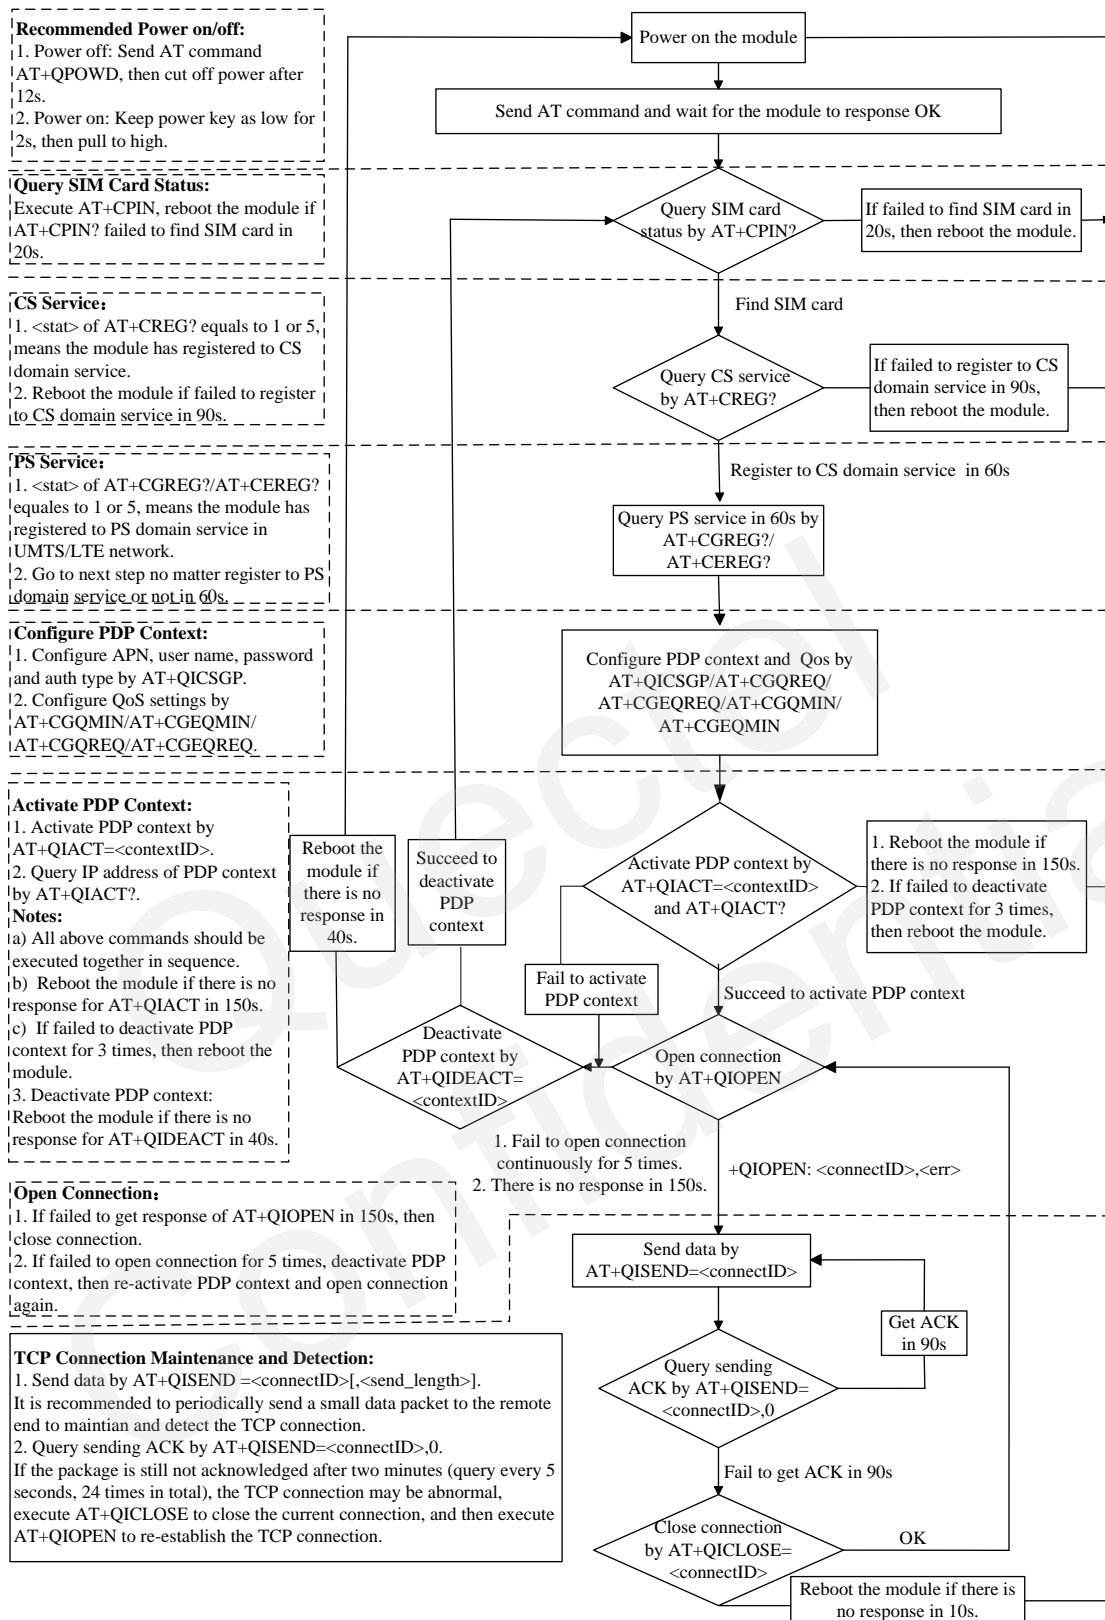 Recommended Power on/off:
1. Power off: Send AT command
AT+QPOWD, then cut off power after
12s.
2. Power on: Keep power key as low for
2s, then pull to high.
Power on the module
Send AT command and wait for the module to response OK
Query SIM Card Status:
Execute AT+CPIN, reboot the module if
AT+CPIN? failed to find SIM card in
20s.
Query SIM card
status by AT+CPIN?
If failed to find SIM card in
20s, then reboot the module.
Find SIM card
CS Service：
1. <stat> of AT+CREG? equals to 1 or 5,
means the module has registered to CS
domain service.
2. Reboot the module if failed to register
to CS domain service in 90s.
Query CS service
by AT+CREG?
If failed to register to CS
domain service in 90s,
then reboot the module.
Register to CS domain service in 60s
PS Service：
1. <stat> of AT+CGREG?/AT+CEREG?
equales to 1 or 5, means the module has
registered to PS domain service in
UMTS/LTE network.
2. Go to next step no matter register to PS
domain service or not in 60s.
Query PS service in 60s by
AT+CGREG?/
AT+CEREG?
Configure PDP Context:
1. Configure APN, user name, password
and auth type by AT+QICSGP.
2. Configure QoS settings by
AT+CGQMIN/AT+CGEQMIN/
AT+CGQREQ/AT+CGEQREQ.
Configure PDP context and Qos by
AT+QICSGP/AT+CGQREQ/
AT+CGEQREQ/AT+CGQMIN/
AT+CGEQMIN
Activate PDP Context:
1. Activate PDP context by
AT+QIACT=<contextID>.
2. Query IP address of PDP context
by AT+QIACT?.
Notes:
a) All above commands should be
executed together in sequence.
b) Reboot the module if there is no
response for AT+QIACT in 150s.
c) If failed to deactivate PDP
context for 3 times, then reboot the
module.
3. Deactivate PDP context:
Reboot the module if there is no
response for AT+QIDEACT in 40s.
Reboot the
module if
there is no
response in
40s.
Succeed to
deactivate
PDP
context
Activate PDP context by
AT+QIACT=<contextID>
and AT+QIACT?
1. Reboot the module if
there is no response in 150s.
2. If failed to deactivate
PDP context for 3 times,
then reboot the module.
Fail to activate
PDP context
Succeed to activate PDP context
Deactivate
PDP context by
AT+QIDEACT=
<contextID>
Open connection
by AT+QIOPEN
1. Fail to open connection
continuously for 5 times.
2. There is no response in 150s.
+QIOPEN: <connectID>,<err>
Open Connection：
1. If failed to get response of AT+QIOPEN in 150s, then
close connection.
2. If failed to open connection for 5 times, deactivate PDP
context, then re-activate PDP context and open connection
again.
Send data by
AT+QISEND=<connectID>
Get ACK
in 90s
TCP Connection Maintenance and Detection:
1. Send data by AT+QISEND =<connectID>[,<send_length>].
It is recommended to periodically send a small data packet to the remote
end to maintian and detect the TCP connection.
2. Query sending ACK by AT+QISEND=<connectID>,0.
If the package is still not acknowledged after two minutes (query every 5
seconds, 24 times in total), the TCP connection may be abnormal,
execute AT+QICLOSE to close the current connection, and then execute
AT+QIOPEN to re-establish the TCP connection.
Query sending
ACK by AT+QISEND=
<connectID>,0
Fail to get ACK in 90s
Close connection
by AT+QICLOSE=
<connectID>
OK
Reboot the module if there is
no response in 10s.
Quectel
Confidential